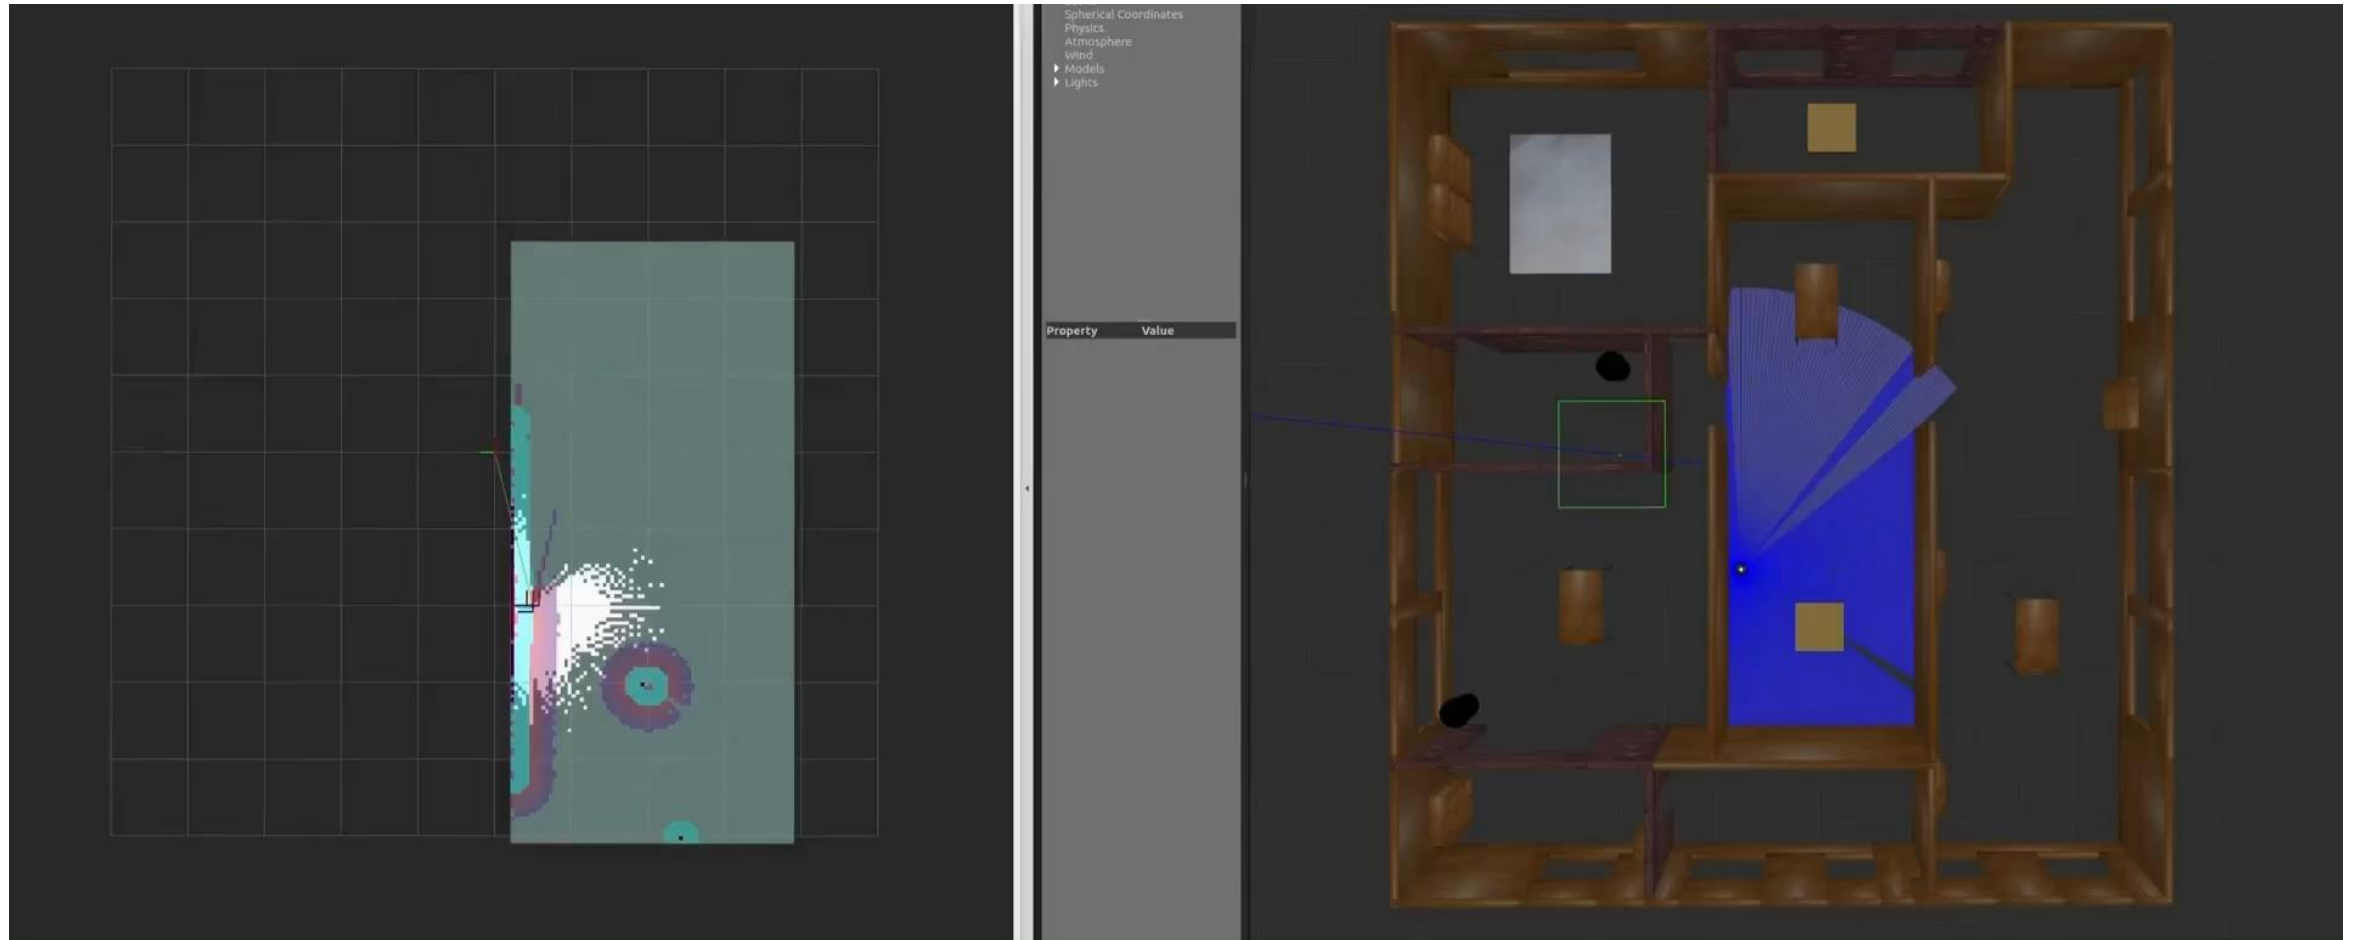 Spherical Coordinates
Physics
Atmosphere
Wind
Models
Lights
Property Value